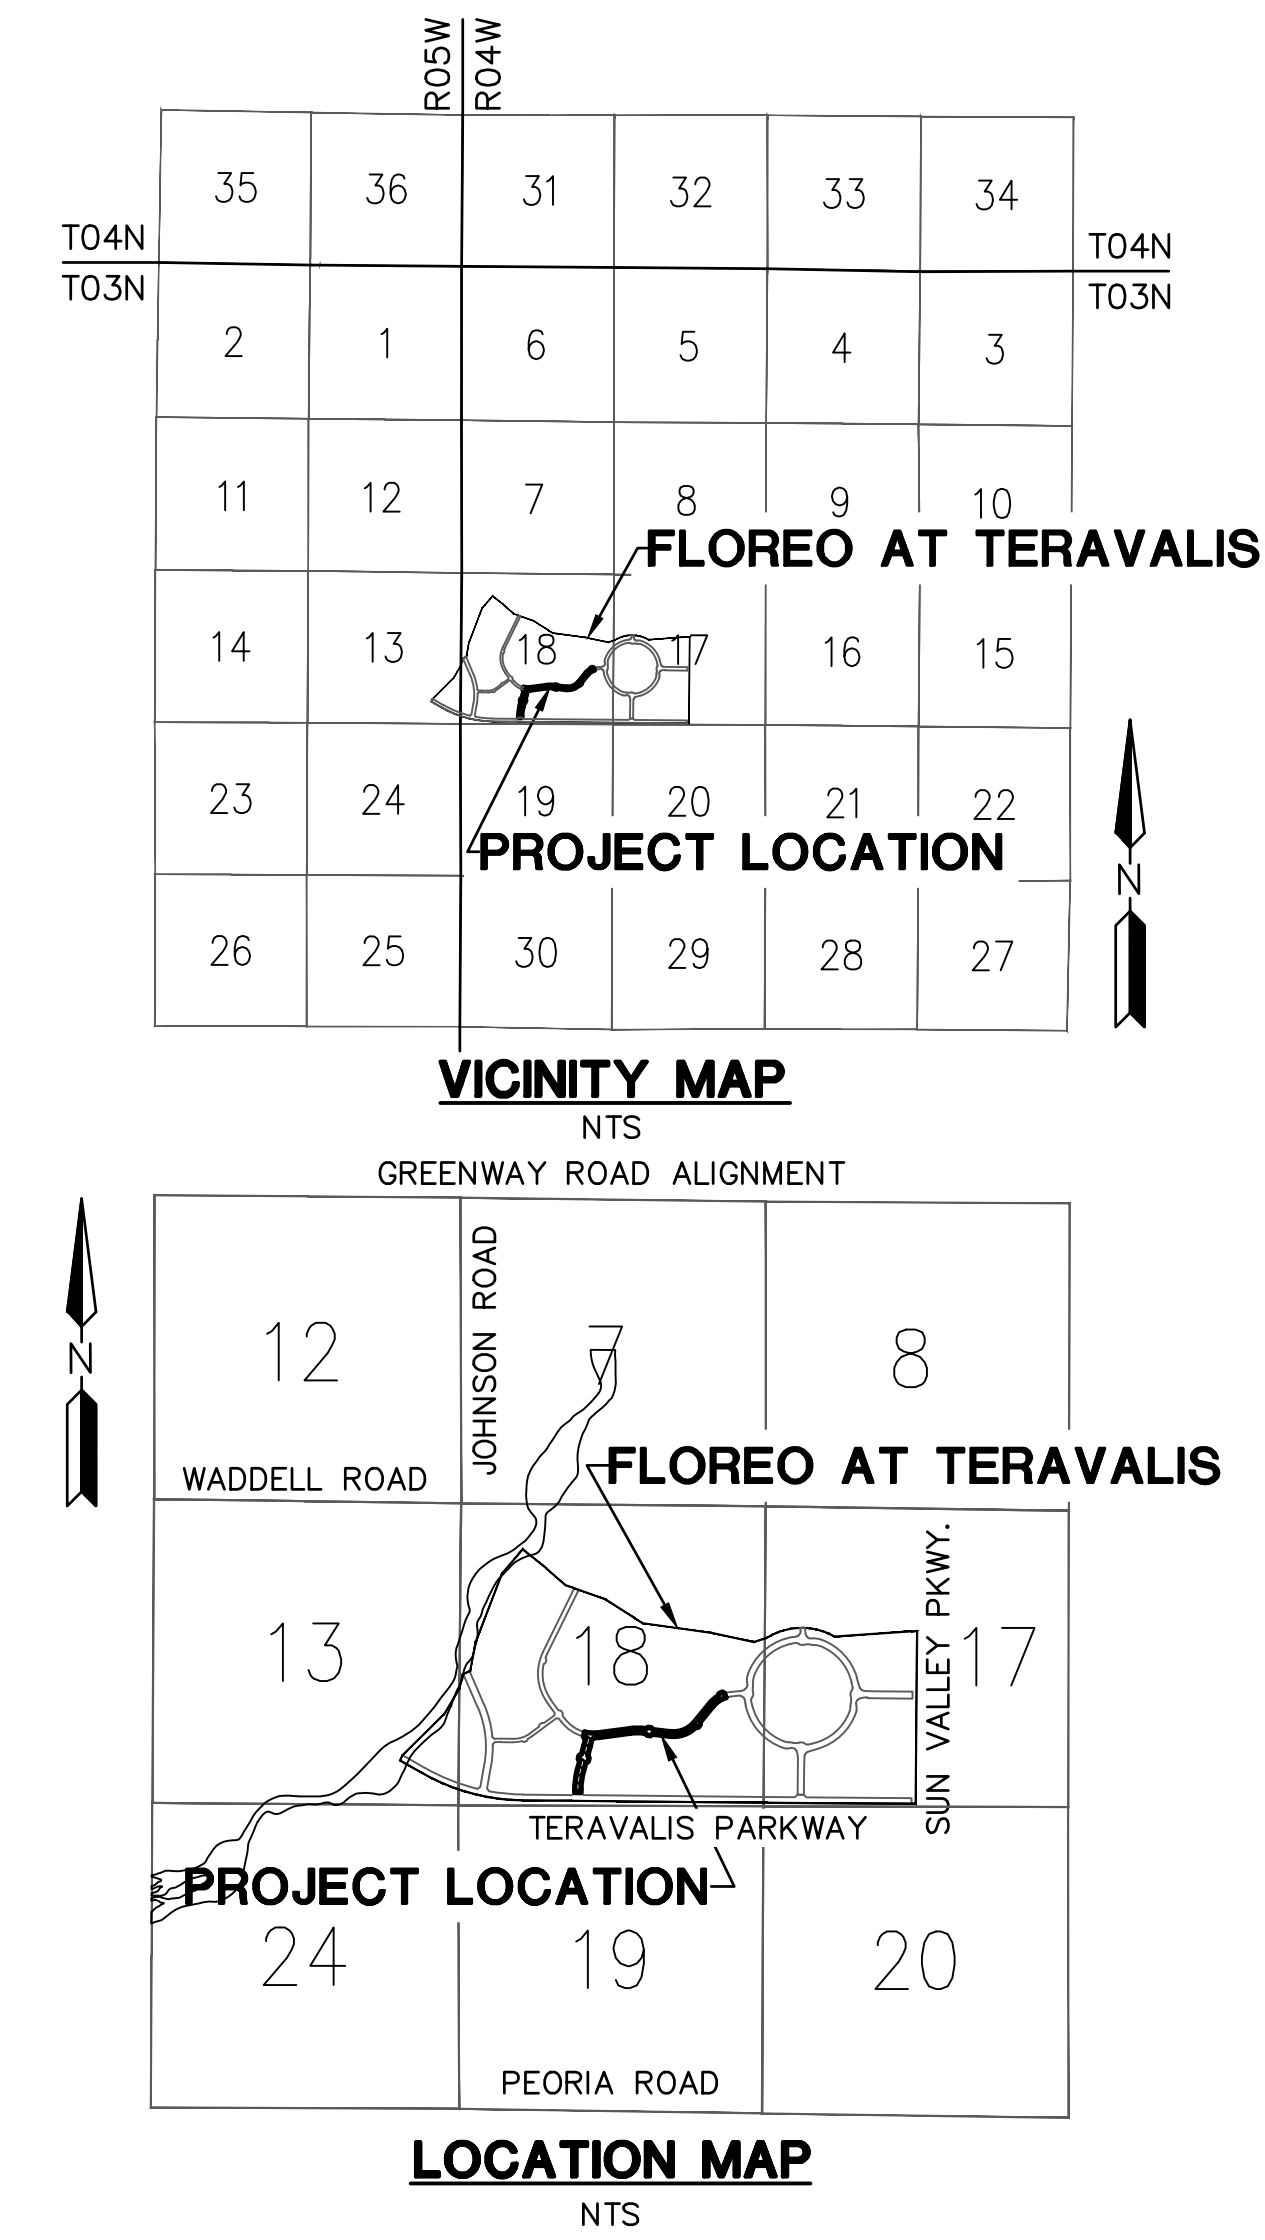 R05W R04W
35 36 31 32 33 34
T04N T04N
T03N T03N
2 1 6 5 4 3
11 12 7 8 9 10
FLOREO AT TERAVALIS
14 13 18 17 16 15
23 24 19 20 21 22
PROJECT LOCATION
N
26 25 30 29 28 27
VICINITY MAP
NTS
GREENWAY ROAD ALIGNMENT
JOHNSON ROAD
N
12 7 8
FLOREO AT TERAVALIS
WADDELL ROAD
SUN VALLEY PKWY.
13 18 17
TERAVALIS PARKWAY
PROJECT LOCATION
24 19 20
PEORIA ROAD
LOCATION MAP
NTS